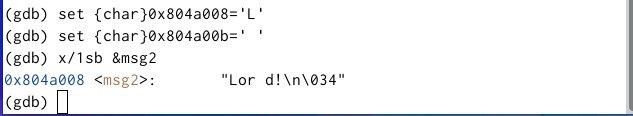 (gdb) set {char}0x804a008='L'
(gdb) set {char}0x804a00b=' '
(gdb) x/1sb &msg2
0x804a008 <msg2>:       "Lor d!\n\034"
(gdb)